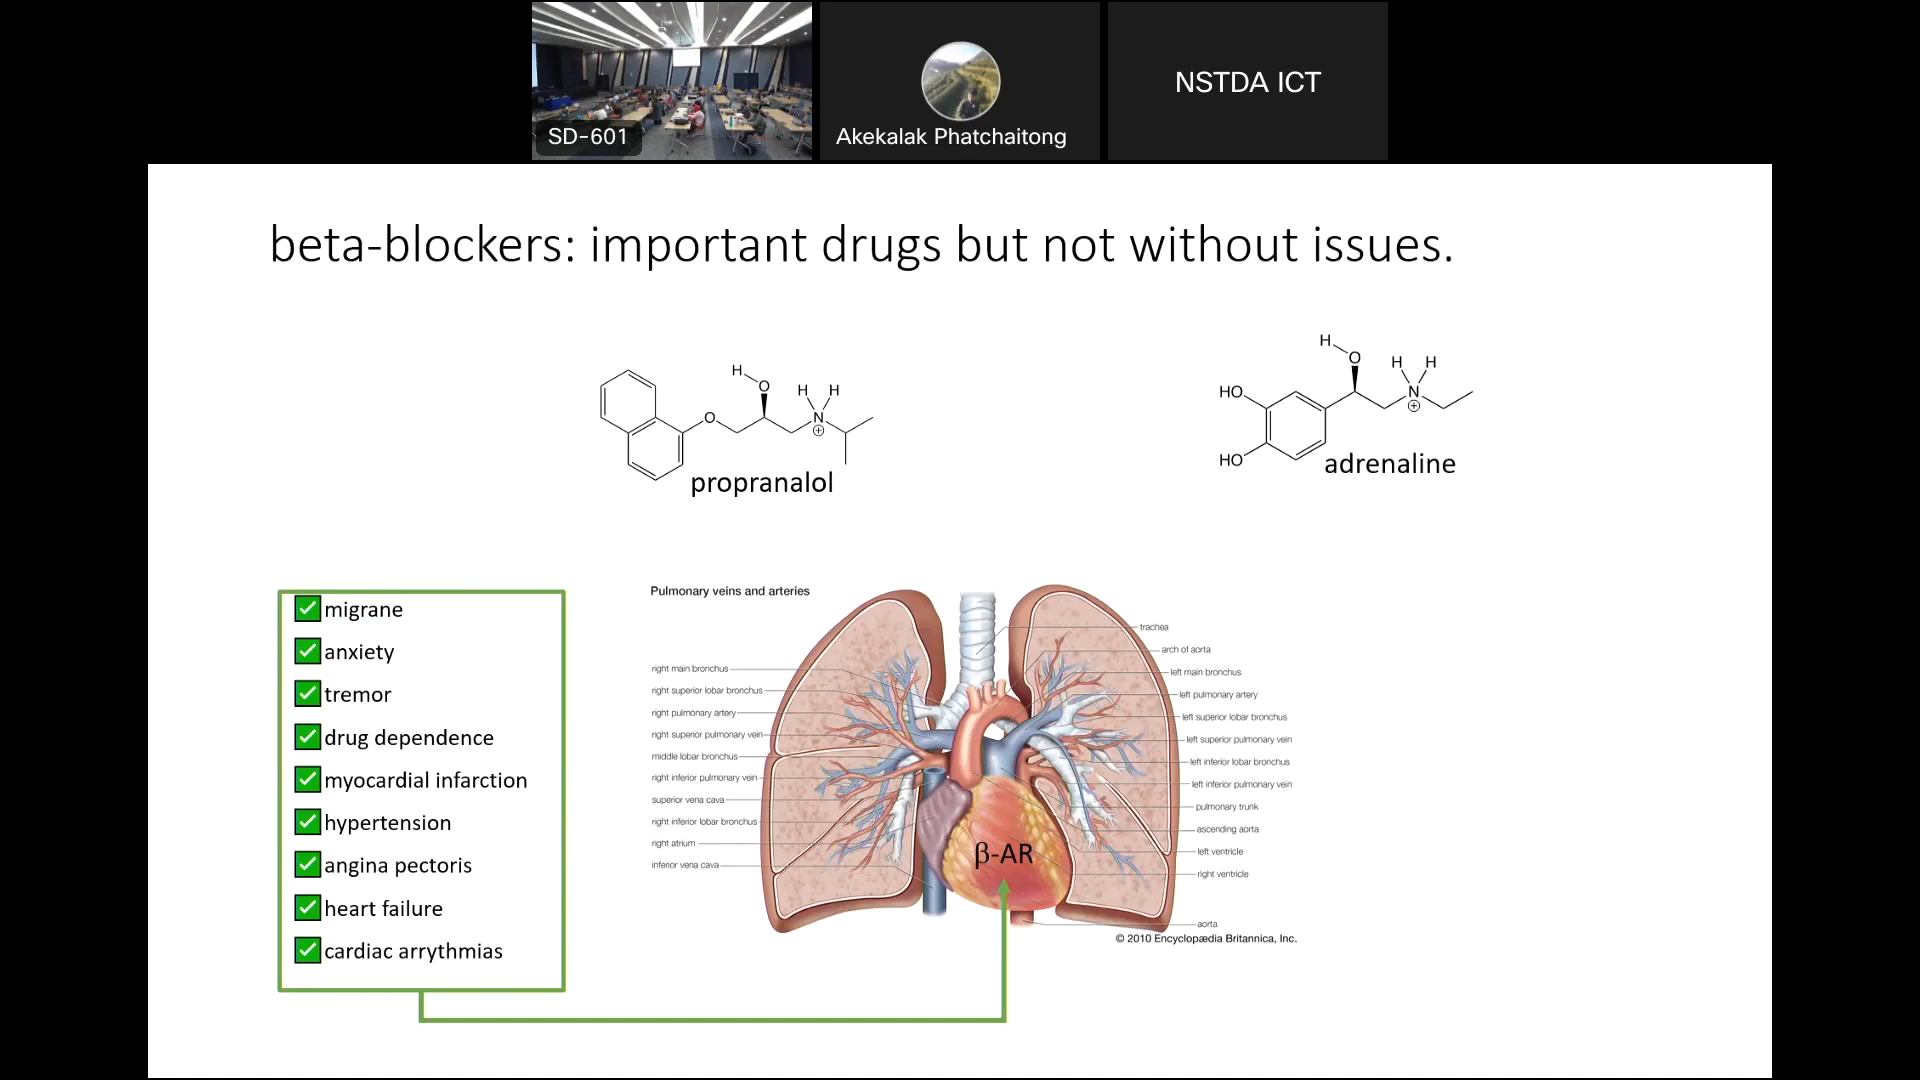 SD-601
Akekalak Phatchaitong
NSTDA ICT
beta-blockers: important drugs but not without issues.
H
O
H H
O
N
+
propranalol
H
O
H H
HO
N
+
HO
adrenaline
migrane
anxiety
tremor
drug dependence
myocardial infarction
hypertension
angina pectoris
heart failure
cardiac arrythmias
Pulmonary veins and arteries
right main bronchus
right superior lobar bronchus
right pulmonary artery
right superior pulmonary vein
middle lobar bronchus
right inferior pulmonary vein
superior vena cava
right inferior lobar bronchus
right atrium
inferior vena cava
trachea
arch of aorta
left main bronchus
left pulmonary artery
left superior lobar bronchus
left superior pulmonary vein
left inferior lobar bronchus
left inferior pulmonary vein
pulmonary trunk
ascending aorta
left ventricle
right ventricle
aorta
β-AR
© 2010 Encyclopædia Britannica, Inc.